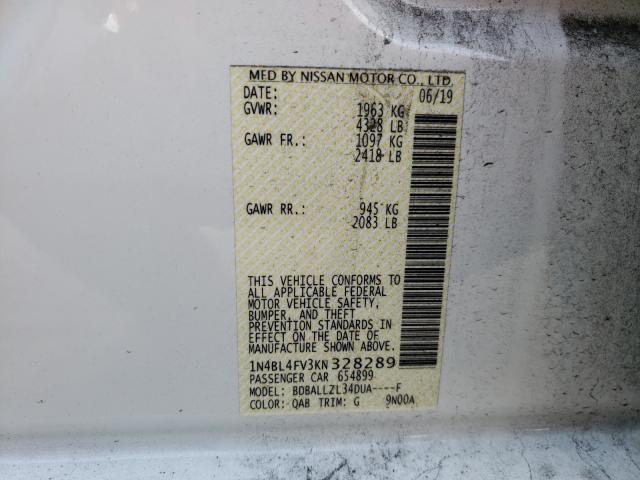 MFD BY NISSAN MOTOR CO., LTD.
DATE: 06/19
GVWR: 1963 KG
4328 LB
GAWR FR.: 1097 KG
2418 LB
GAWR RR.: 945 KG
2083 LB
THIS VEHICLE CONFORMS TO
ALL APPLICABLE FEDERAL
MOTOR VEHICLE SAFETY,
BUMPER, AND THEFT
PREVENTION STANDARDS IN
EFFECT ON THE DATE OF
MANUFACTURE SHOWN ABOVE.
1N4BL4FV3KN328289
PASSENGER CAR 654899
MODEL: BDBALLZL34DUA----F
COLOR: QAB TRIM: G 9N00A